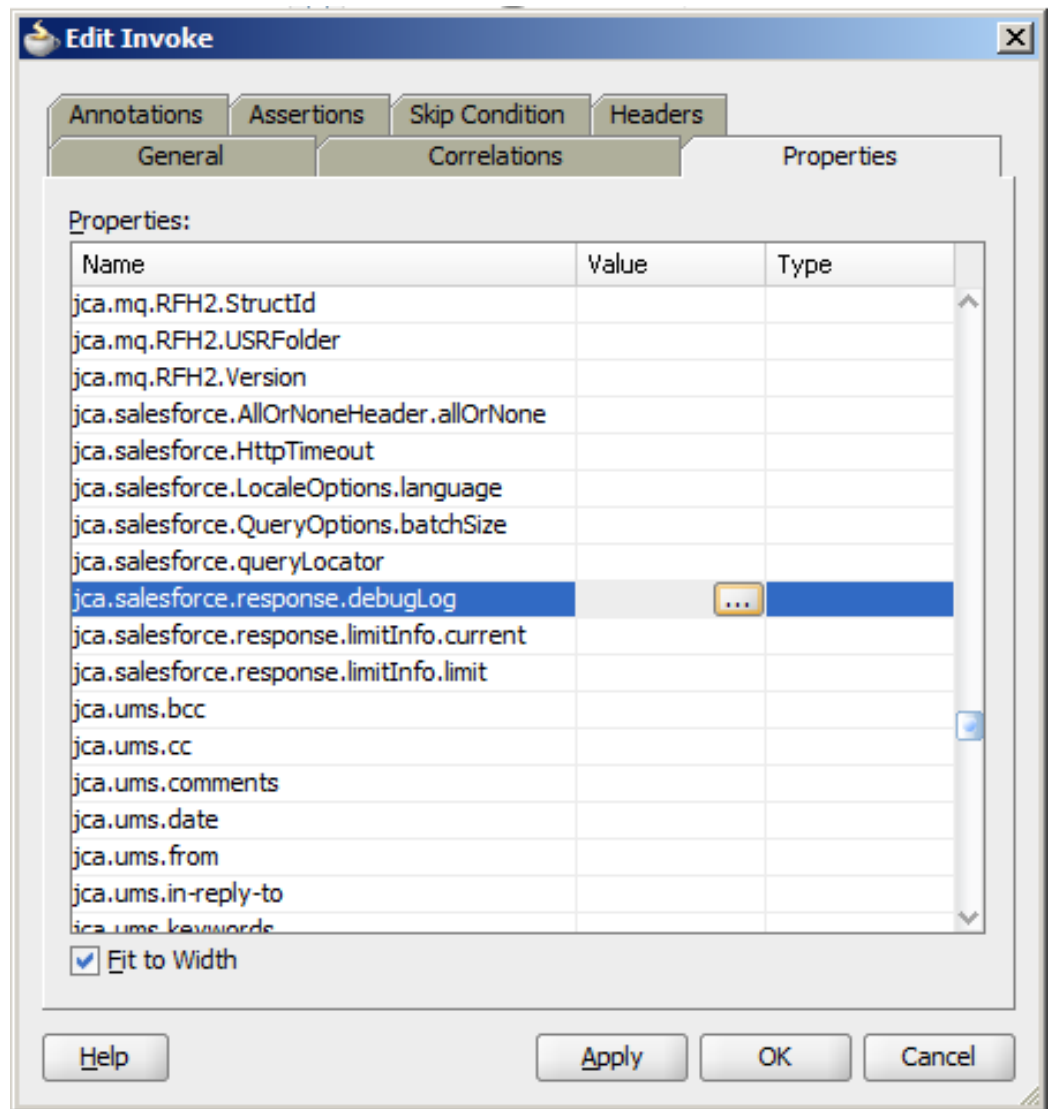 Edit Invoke
Annotations Assertions Skip Condition Headers
General Correlations Properties
Properties:
Name Value Type
jca.mq.RFH2.StructId
jca.mq.RFH2.USRFolder
jca.mq.RFH2.Version
jca.salesforce.AllOrNoneHeader.allOrNone
jca.salesforce.HttpTimeout
jca.salesforce.LocaleOptions.language
jca.salesforce.QueryOptions.batchSize
jca.salesforce.queryLocator
jca.salesforce.response.debugLog ...
jca.salesforce.response.limitInfo.current
jca.salesforce.response.limitInfo.limit
jca.ums.bcc
jca.ums.cc
jca.ums.comments
jca.ums.date
jca.ums.from
jca.ums.in-reply-to
jca.ums.keywords
Fit to Width
Help Apply OK Cancel